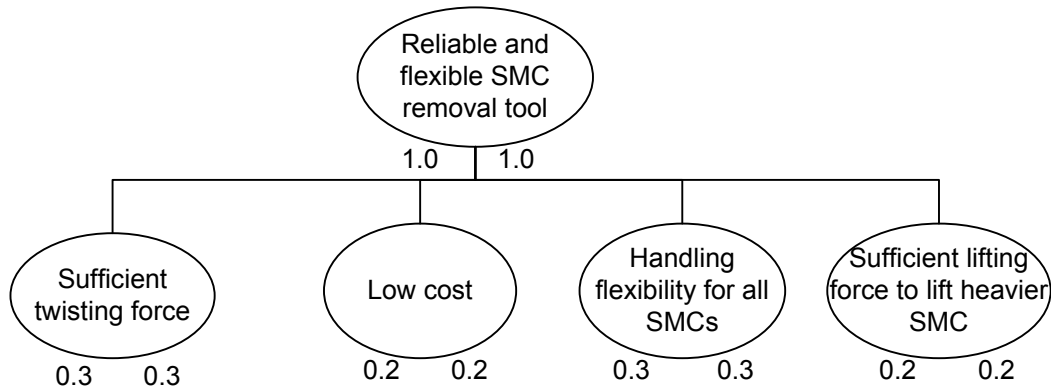 Reliable and
flexible SMC
removal tool
1.0 1.0
Sufficient
twisting force
0.3 0.3
Low cost
0.2 0.2
Handling
flexibility for all
SMCs
0.3 0.3
Sufficient lifting
force to lift heavier
SMC
0.2 0.2